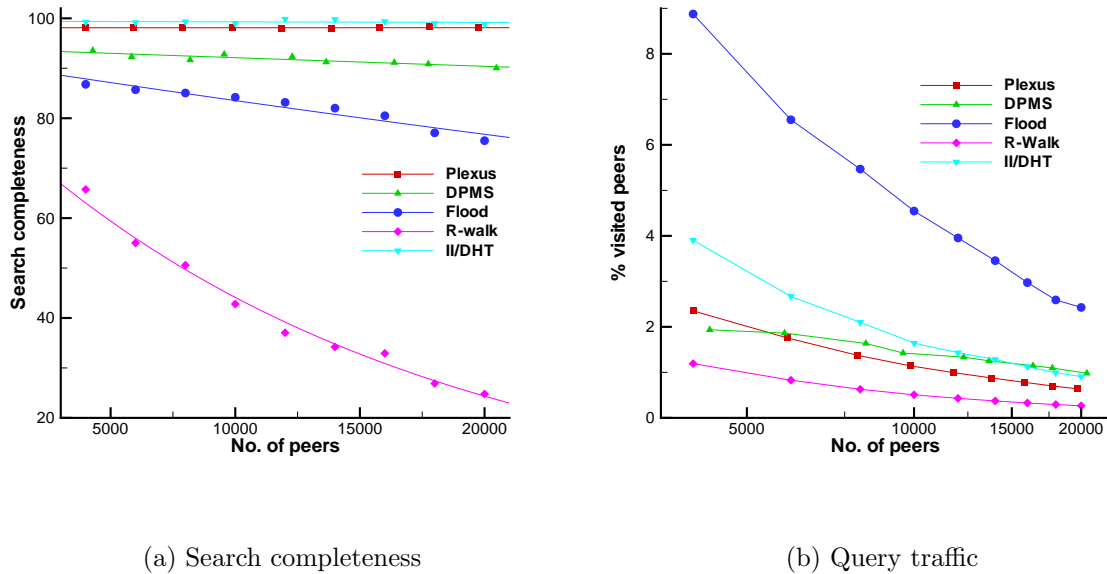 Search completeness
100
80
60
40
20
5000 10000 15000 20000
No. of peers
Plexus
DPMS
Flood
R-walk
II/DHT
(a) Search completeness
% visited peers
8
6
4
2
0
5000 10000 15000 20000
No. of peers
Plexus
DPMS
Flood
R-Walk
II/DHT
(b) Query traffic